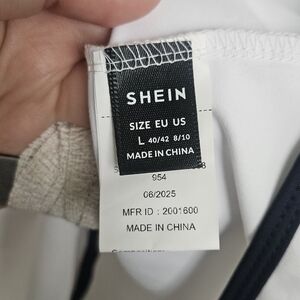 SHEIN
SIZE EU US
L 40/42 8/10
MADE IN CHINA
954
06/2025
MFR ID : 2001600
MADE IN CHINA